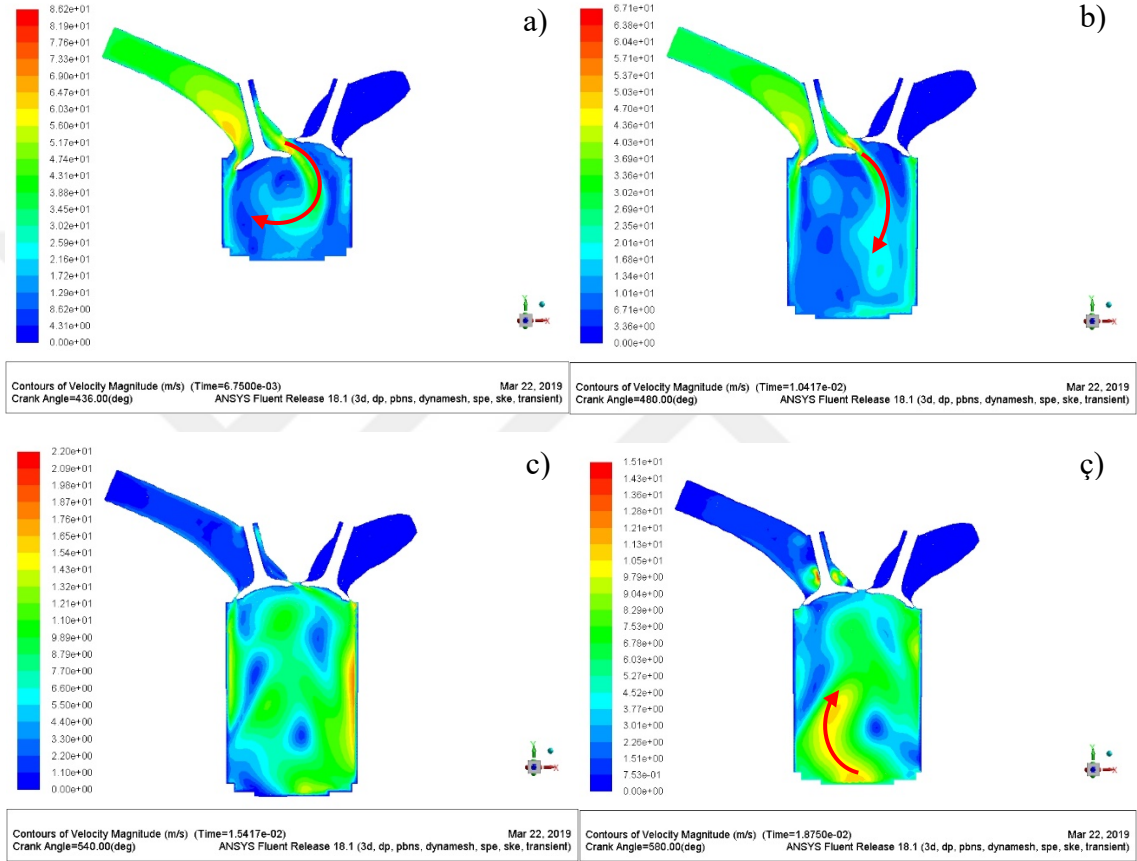 a)
8.62e+01
8.19e+01
7.76e+01
7.33e+01
6.90e+01
6.47e+01
6.03e+01
5.60e+01
5.17e+01
4.74e+01
4.31e+01
3.88e+01
3.45e+01
3.02e+01
2.59e+01
2.16e+01
1.72e+01
1.29e+01
8.62e+00
4.31e+00
0.00e+00
Y
X
Contours of Velocity Magnitude (m/s) (Time=6.7500e-03) Mar 22, 2019
Crank Angle=436.00(deg) ANSYS Fluent Release 18.1 (3d, dp, pbns, dynamesh, spe, ske, transient)
b)
6.71e+01
6.38e+01
6.04e+01
5.71e+01
5.37e+01
5.03e+01
4.70e+01
4.36e+01
4.03e+01
3.69e+01
3.36e+01
3.02e+01
2.69e+01
2.35e+01
2.01e+01
1.68e+01
1.34e+01
1.01e+01
6.71e+00
3.36e+00
0.00e+00
Y
X
Contours of Velocity Magnitude (m/s) (Time=1.0417e-02) Mar 22, 2019
Crank Angle=480.00(deg) ANSYS Fluent Release 18.1 (3d, dp, pbns, dynamesh, spe, ske, transient)
c)
2.20e+01
2.09e+01
1.98e+01
1.87e+01
1.76e+01
1.65e+01
1.54e+01
1.43e+01
1.32e+01
1.21e+01
1.10e+01
9.89e+00
8.79e+00
7.70e+00
6.60e+00
5.50e+00
4.40e+00
3.30e+00
2.20e+00
1.10e+00
0.00e+00
Y
X
Contours of Velocity Magnitude (m/s) (Time=1.5417e-02) Mar 22, 2019
Crank Angle=540.00(deg) ANSYS Fluent Release 18.1 (3d, dp, pbns, dynamesh, spe, ske, transient)
ç)
1.51e+01
1.43e+01
1.36e+01
1.28e+01
1.21e+01
1.13e+01
1.05e+01
9.79e+00
9.04e+00
8.29e+00
7.53e+00
6.78e+00
6.03e+00
5.27e+00
4.52e+00
3.77e+00
3.01e+00
2.26e+00
1.51e+00
7.53e-01
0.00e+00
Y
X
Contours of Velocity Magnitude (m/s) (Time=1.8750e-02) Mar 22, 2019
Crank Angle=580.00(deg) ANSYS Fluent Release 18.1 (3d, dp, pbns, dynamesh, spe, ske, transient)